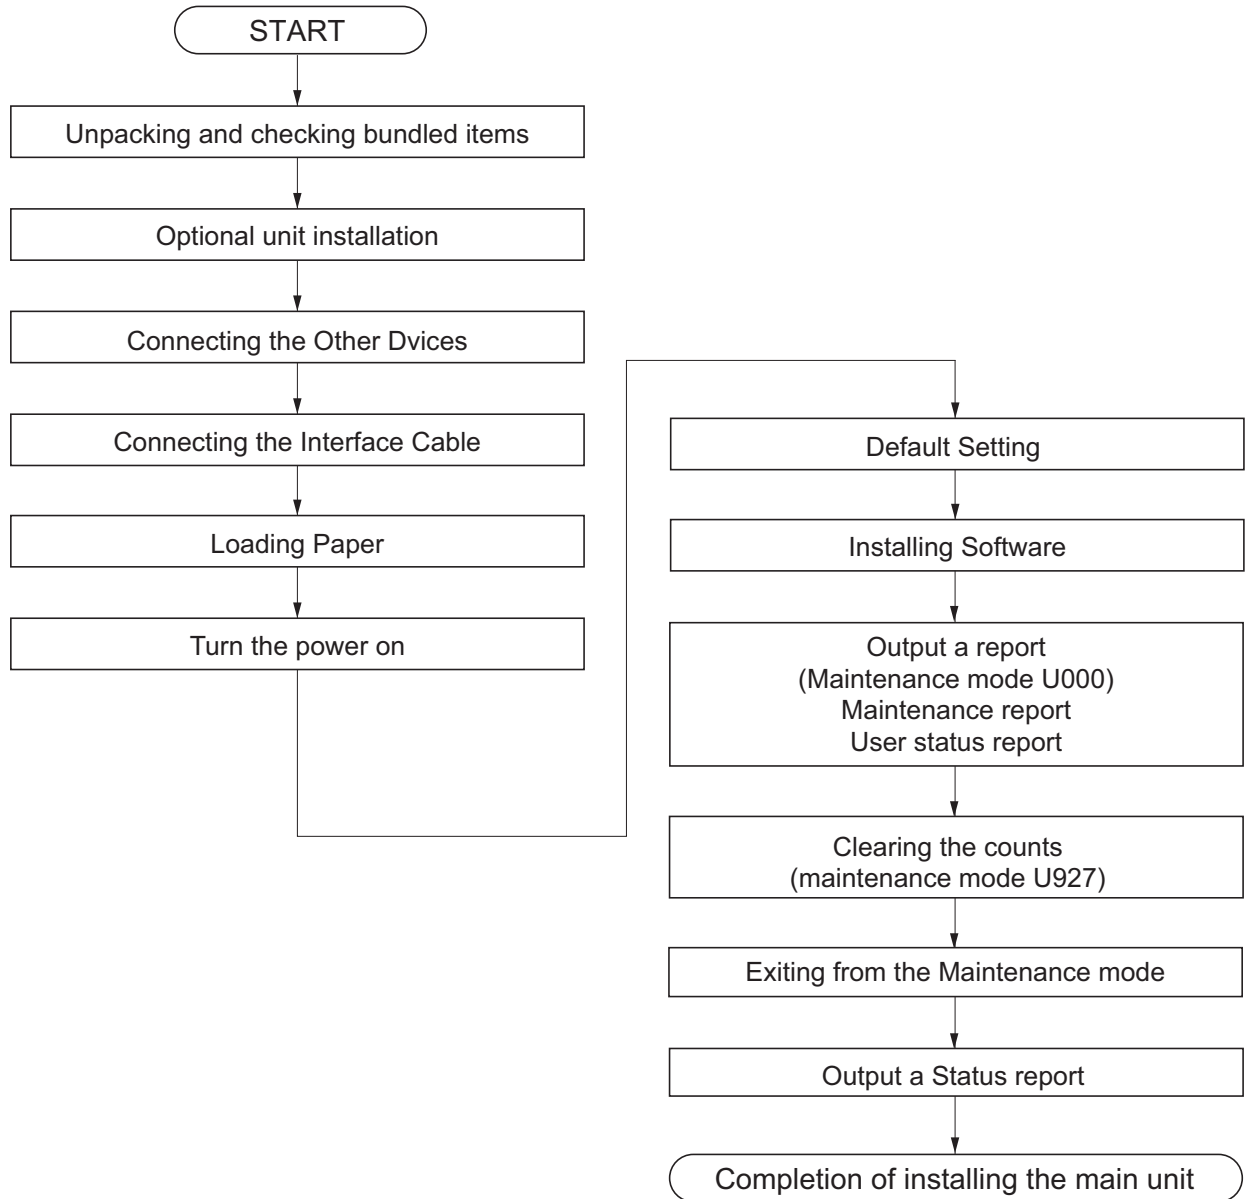 START
Unpacking and checking bundled items
Optional unit installation
Connecting the Other Dvices
Connecting the Interface Cable
Loading Paper
Turn the power on
Default Setting
Installing Software
Output a report
(Maintenance mode U000)
Maintenance report
User status report
Clearing the counts
(maintenance mode U927)
Exiting from the Maintenance mode
Output a Status report
Completion of installing the main unit